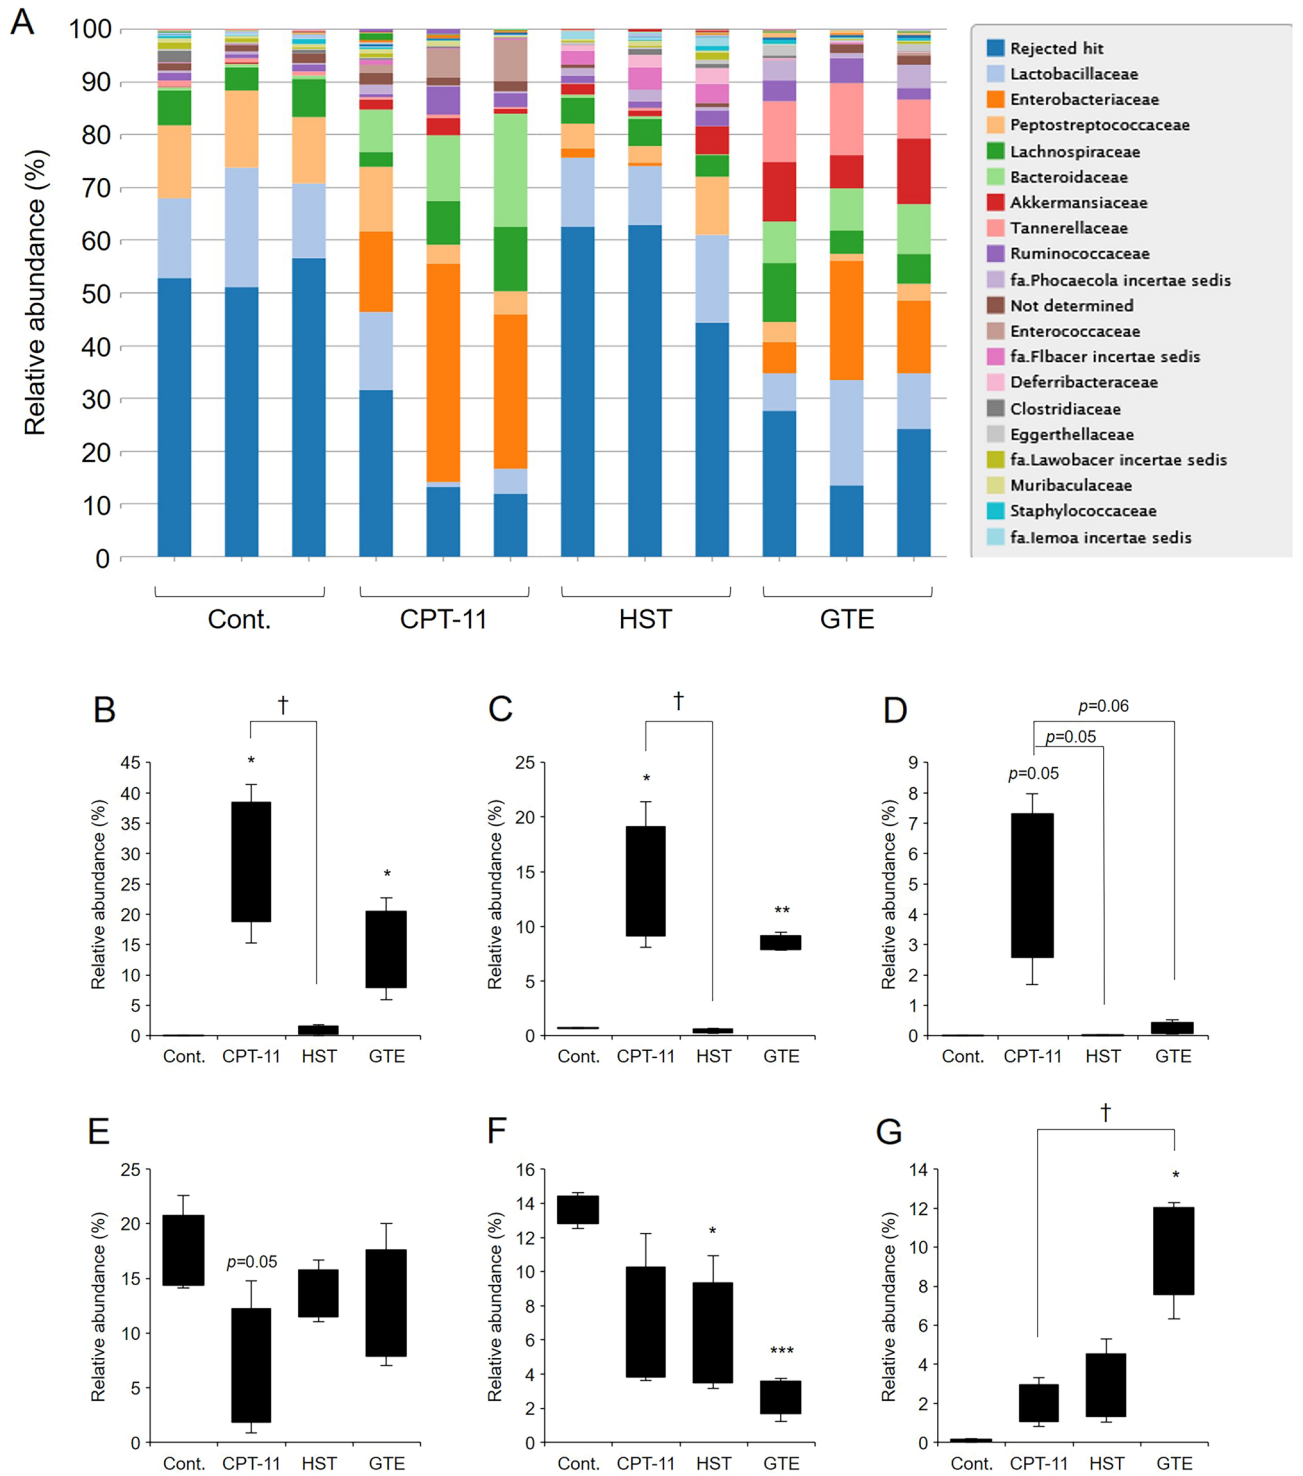 A
Relative abundance (%)
100
90
80
70
60
50
40
30
20
10
0
Cont.
CPT-11
HST
GTE
Rejected hit
Lactobacillaceae
Enterobacteriaceae
Peptostreptococcaceae
Lachnospiraceae
Bacteroidaceae
Akkermansiaceae
Tannerellaceae
Ruminococcaceae
fa.Phocaecola incertae sedis
Not determined
Enterococcaceae
fa.Flbacer incertae sedis
Deferribacteraceae
Clostridiaceae
Eggerthellaceae
fa.Lawobacer incertae sedis
Muribaculaceae
Staphylococcaceae
fa.Iemoa incertae sedis
B
†
*
*
Relative abundance (%)
45
40
35
30
25
20
15
10
5
0
Cont. CPT-11 HST GTE
C
†
*
**
Relative abundance (%)
25
20
15
10
5
0
Cont. CPT-11 HST GTE
D
p=0.06
p=0.05
p=0.05
Relative abundance (%)
9
8
7
6
5
4
3
2
1
0
Cont. CPT-11 HST GTE
E
p=0.05
Relative abundance (%)
25
20
15
10
5
0
Cont. CPT-11 HST GTE
F
*
***
Relative abundance (%)
16
14
12
10
8
6
4
2
0
Cont. CPT-11 HST GTE
G
†
*
Relative abundance (%)
14
12
10
8
6
4
2
0
Cont. CPT-11 HST GTE